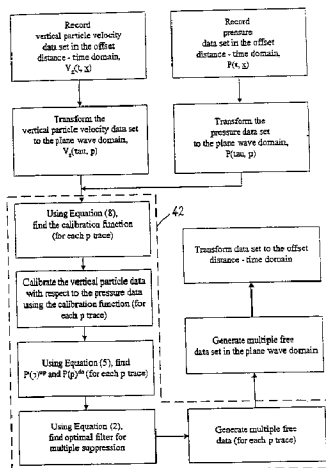 Record
vertical particle velocity
data set in the offset
distance - time domain,
V_z(t, x)
Record
pressure
data set in the offset
distance - time domain,
P(t, x)
Transform the
vertical particle velocity data set
to the plane wave domain,
V_z(tau, p)
Transform the
pressure data set
to the plane wave domain,
P(tau, p)
42
Using Equation (8),
find the calibration function
(for each p trace)
Calibrate the vertical particle data
with respect to the pressure data
using the calibration function (for
each p trace)
Using Equation (5), find
and P(p)^do (for each p trace)
Using Equation (2),
find optimal filter for
multiple suppression
Generate multiple free
data (for each p trace)
Generate multiple free
data set in the plane wave domain
Transform data set to the offset
distance - time domain